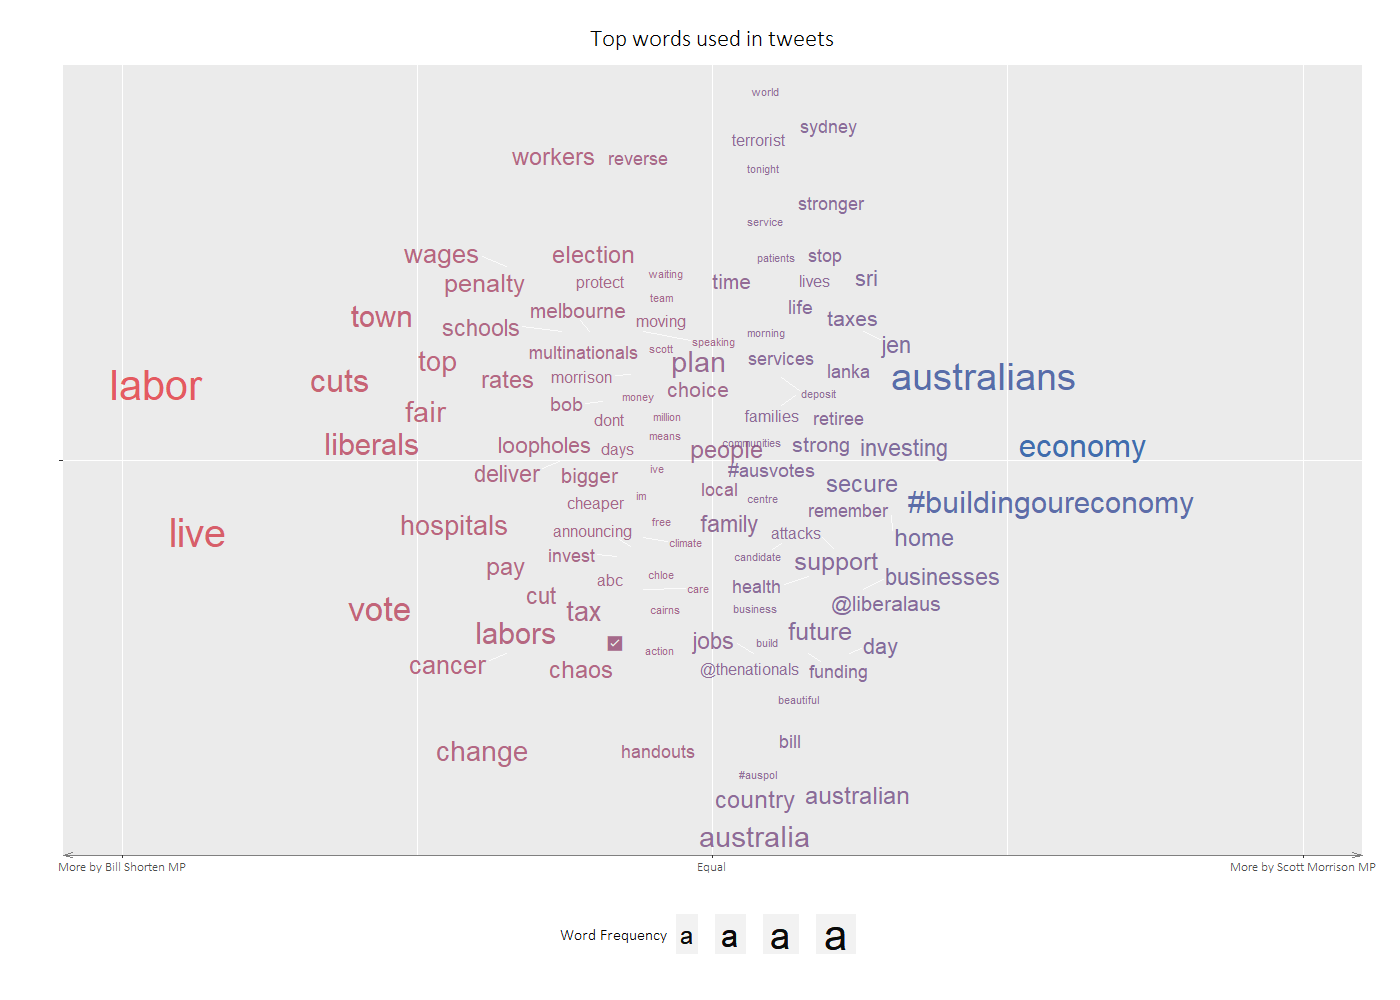 Top words used in tweets
world
sydney
terrorist
workers reverse
tonight
stronger
service
wages election patients stop
penalty protect waiting time lives sri
town melbourne team life
schools moving morning taxes
multinationals scott speaking jen
top plan services
labor cuts rates morrison lanka australians
fair bob money choice deposit
dont million families retiree
liberals loopholes days means people communities strong investing economy
deliver bigger ive #ausvotes
cheaper im local centre secure #buildingoureconomy
live hospitals announcing free family remember
climate attacks home
invest candidate support
pay abc chloe care health businesses
vote cut tax cairns business @liberalaus
labors jobs build future day
cancer chaos action @thenationals funding
beautiful
change handouts bill
#auspol
country australian
australia
More by Bill Shorten MP Equal More by Scott Morrison MP
Word Frequency a a a a